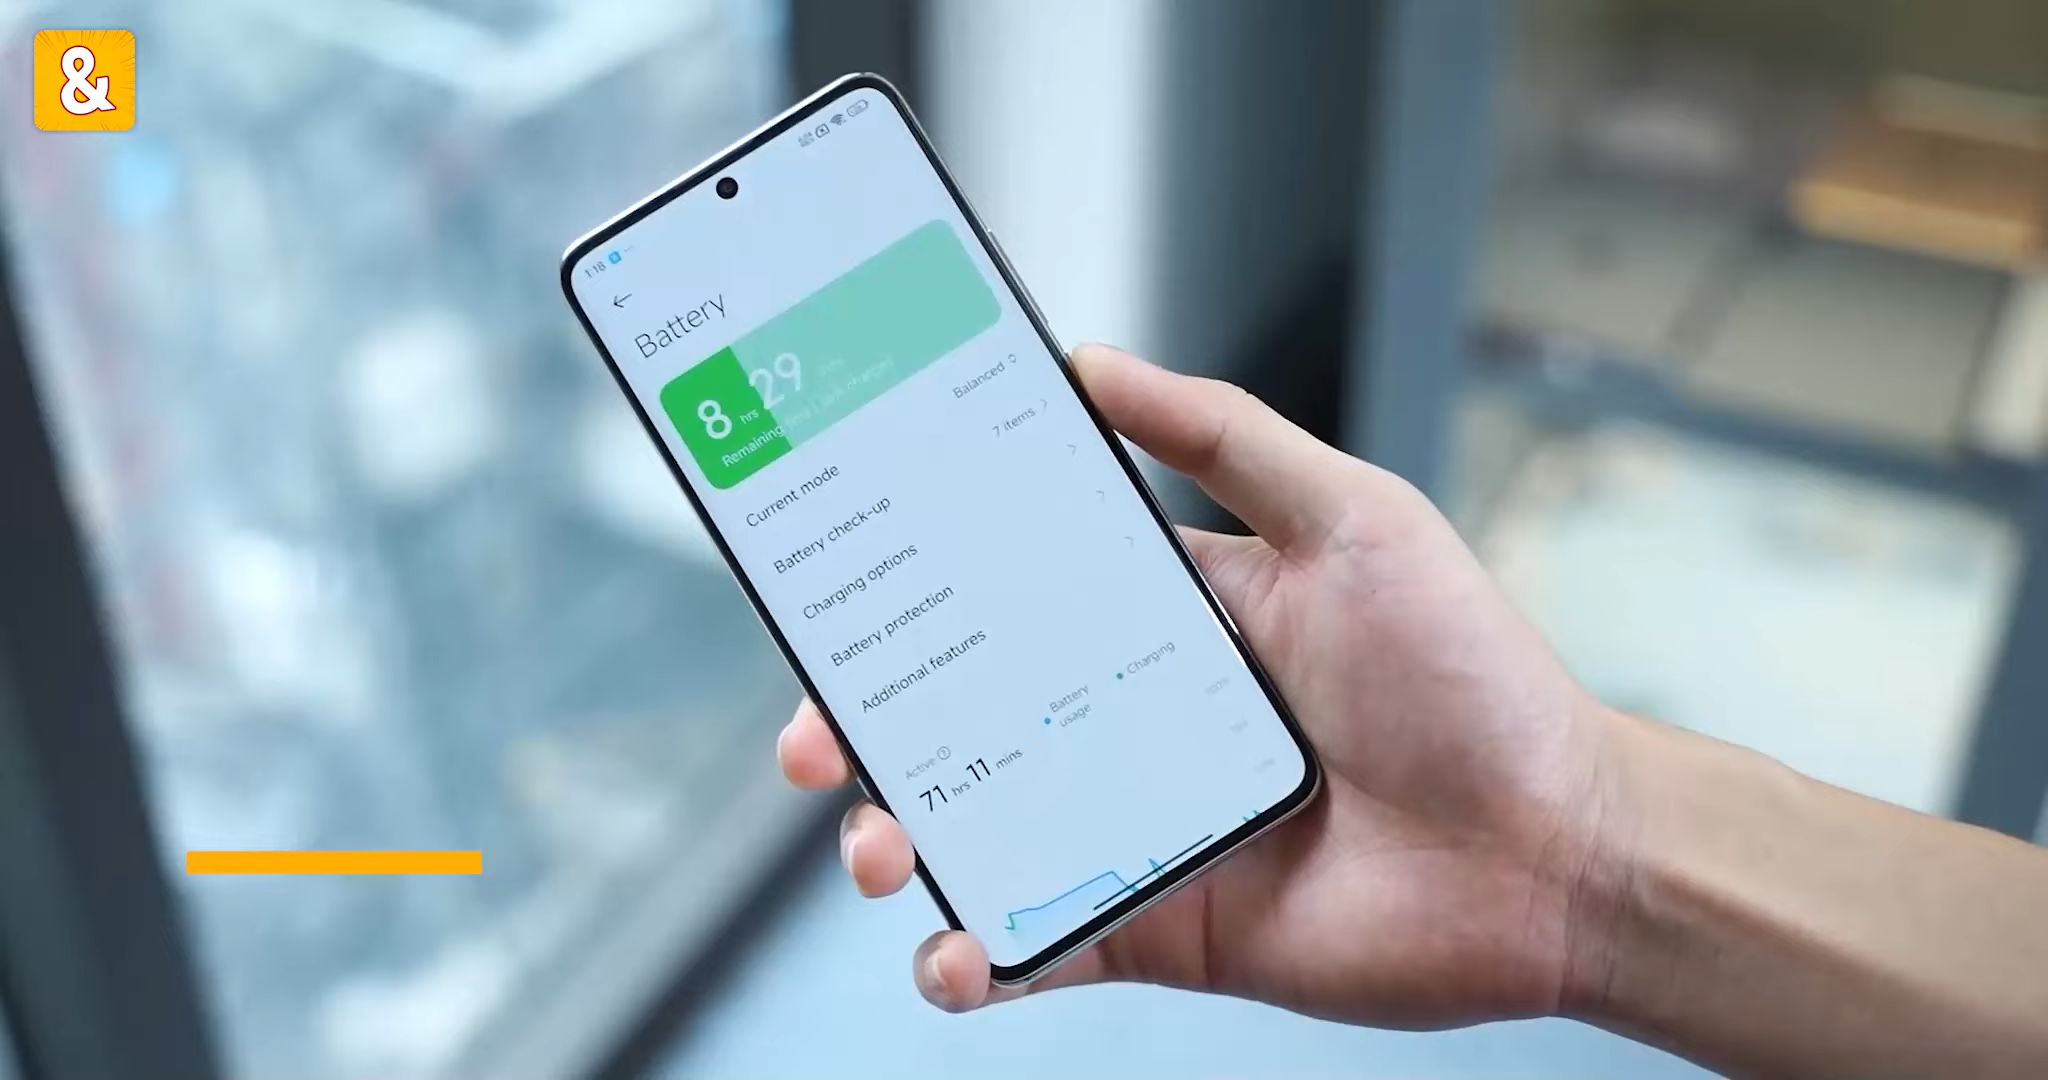 &
1:18
Battery
8 hrs 29
Remaining
Current mode Balanced
Battery check-up 7 items
Charging options
Battery protection
Additional features
Battery usage
Charging
Active
71 hrs 11 mins